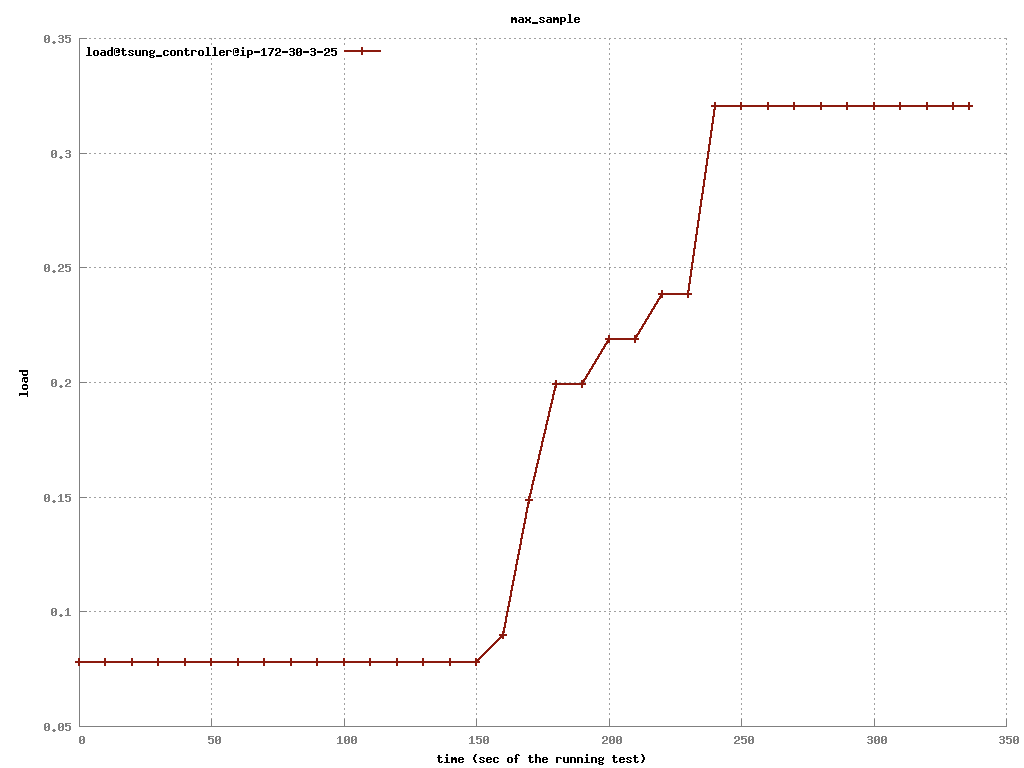 max_sample
load@tsung_controller@ip-172-30-3-25
0.35
0.3
0.25
0.2
0.15
0.1
0.05
load
0 50 100 150 200 250 300 350
time (sec of the running test)